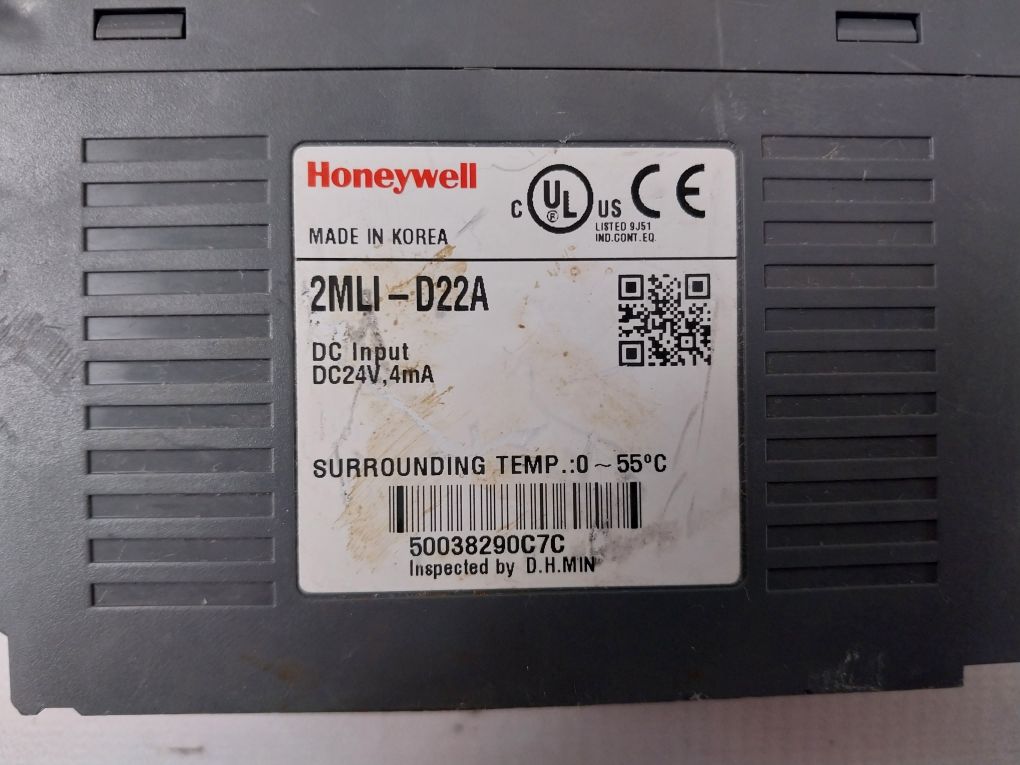 Honeywell
C UL US CE
®
LISTED 9J51
IND.CONT.EQ.
MADE IN KOREA
2MLI-D22A
DC Input
DC24V,4mA
SURROUNDING TEMP.:0~55°C
50038290C7C
Inspected by D.H.MIN